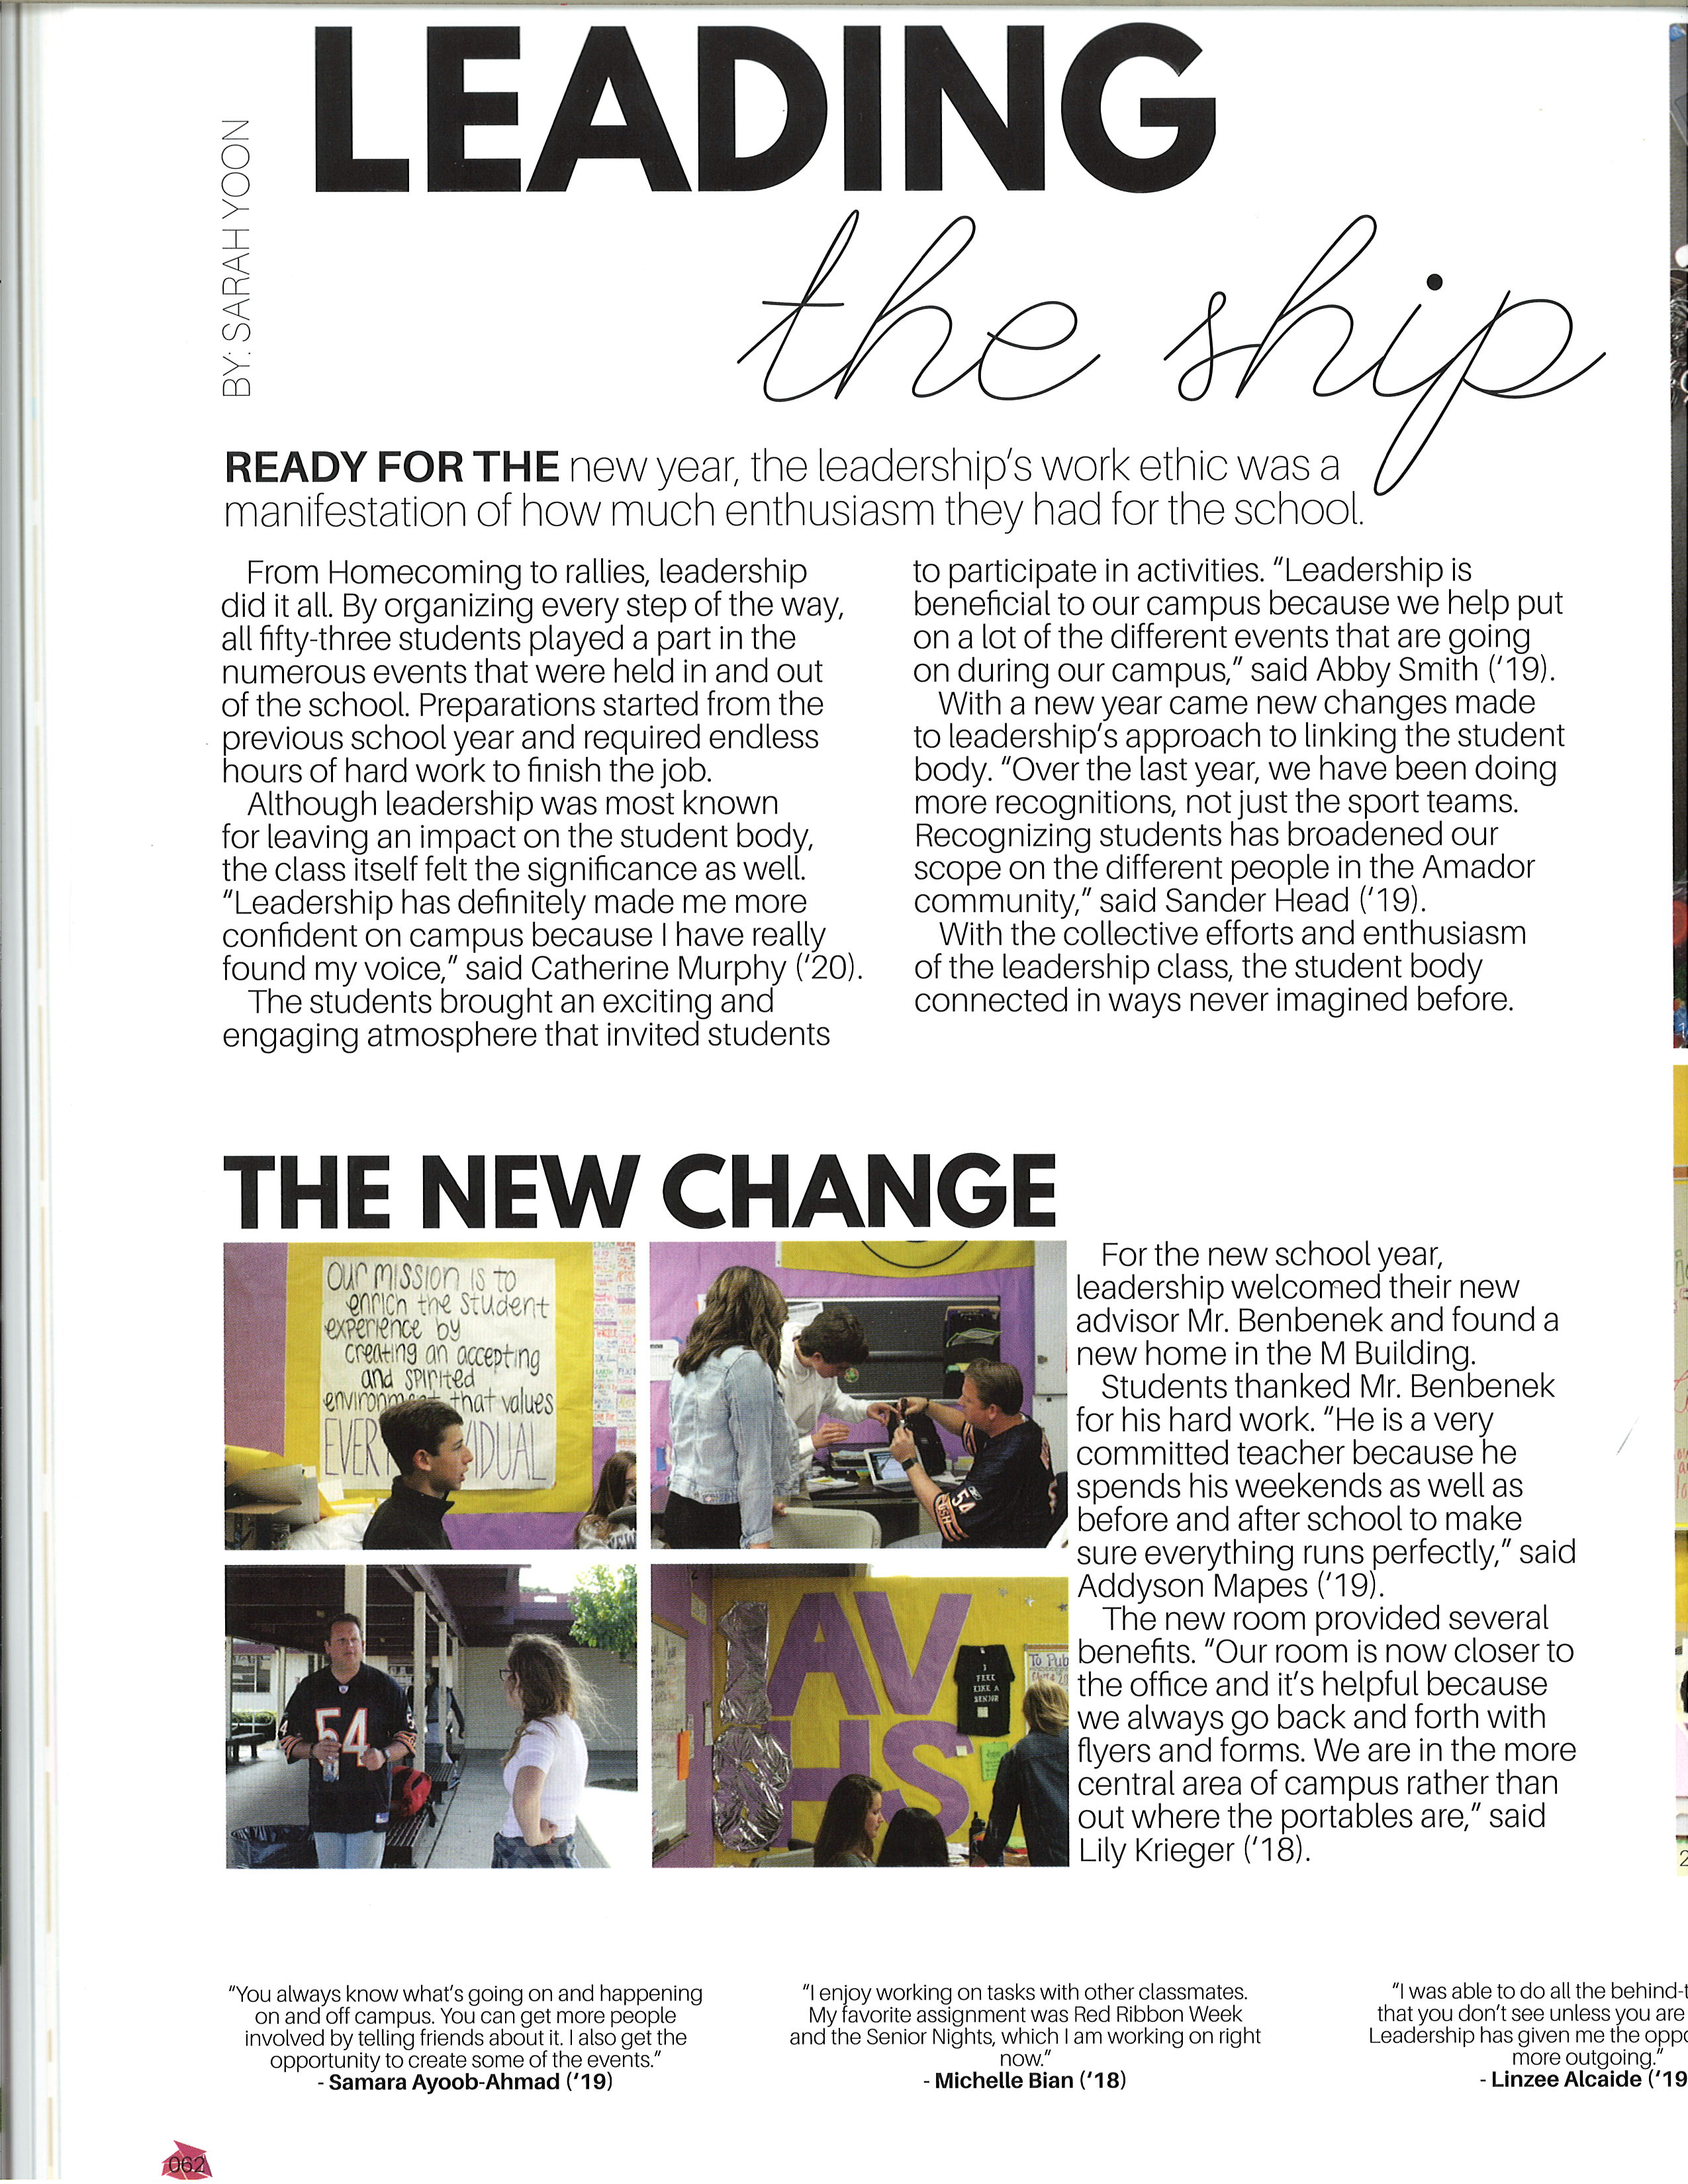 LEADING
the ship
BY: SARAH YOON
READY FOR THE new year, the leadership's work ethic was a
manifestation of how much enthusiasm they had for the school.
From Homecoming to rallies, leadership
did it all. By organizing every step of the way,
all fifty-three students played a part in the
numerous events that were held in and out
of the school. Preparations started from the
previous school year and required endless
hours of hard work to finish the job.
Although leadership was most known
for leaving an impact on the student body,
the class itself felt the significance as well.
"Leadership has definitely made me more
confident on campus because I have really
found my voice," said Catherine Murphy ('20).
The students brought an exciting and
engaging atmosphere that invited students
to participate in activities. "Leadership is
beneficial to our campus because we help put
on a lot of the different events that are going
on during our campus," said Abby Smith ('19).
With a new year came new changes made
to leadership's approach to linking the student
body. "Over the last year, we have been doing
more recognitions, not just the sport teams.
Recognizing students has broadened our
scope on the different people in the Amador
community," said Sander Head ('19).
With the collective efforts and enthusiasm
of the leadership class, the student body
connected in ways never imagined before.
THE NEW CHANGE
Our mission is to
enrich the student
experience by
creating an accepting
and spirited
environment that values
54
54
AV
HS
I
FEEL
LIKE A
SENIOR
For the new school year,
leadership welcomed their new
advisor Mr. Benbenek and found a
new home in the M Building.
Students thanked Mr. Benbenek
for his hard work. "He is a very
committed teacher because he
spends his weekends as well as
before and after school to make
sure everything runs perfectly," said
Addyson Mapes ('19).
The new room provided several
benefits. "Our room is now closer to
the office and it's helpful because
we always go back and forth with
flyers and forms. We are in the more
central area of campus rather than
out where the portables are," said
Lily Krieger ('18).
"You always know what's going on and happening
on and off campus. You can get more people
involved by telling friends about it. I also get the
opportunity to create some of the events."
- Samara Ayoob-Ahmad ('19)
"I enjoy working on tasks with other classmates.
My favorite assignment was Red Ribbon Week
and the Senior Nights, which I am working on right
now."
- Michelle Bian ('18)
"I was able to do all the behind-
that you don't see unless you are
Leadership has given me the
more outgoing."
- Linzee Alcaide ('19
062